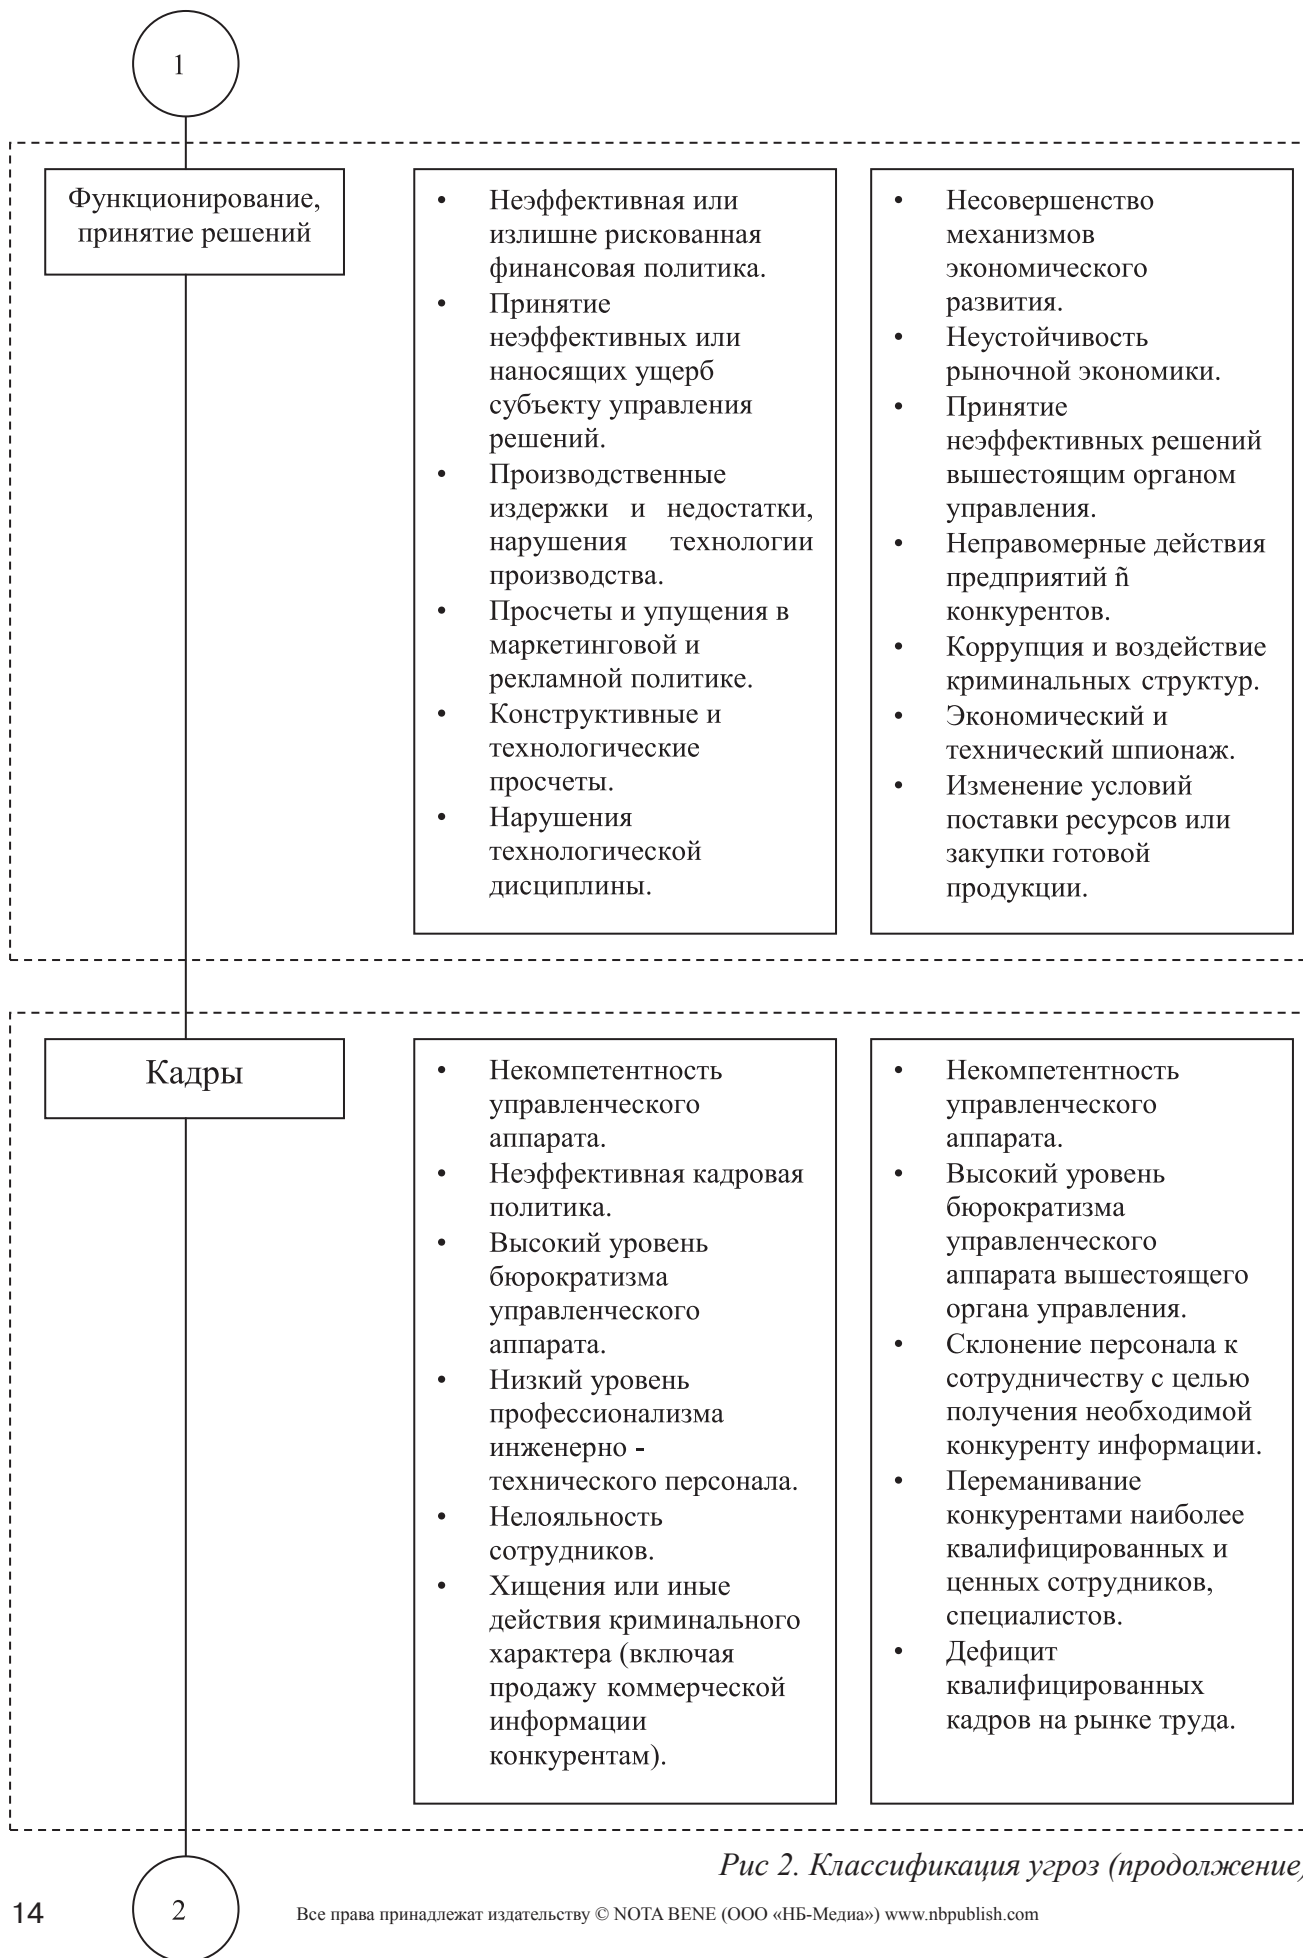 1
Функционирование,
принятие решений
• Неэффективная или
излишне рискованная
финансовая политика.
• Принятие
неэффективных или
наносящих ущерб
субъекту управления
решений.
• Производственные
издержки и недостатки,
нарушения технологии
производства.
• Просчеты и упущения в
маркетинговой и
рекламной политике.
• Конструктивные и
технологические
просчеты.
• Нарушения
технологической
дисциплины.
• Несовершенство
механизмов
экономического
развития.
• Неустойчивость
рыночной экономики.
• Принятие
неэффективных решений
вышестоящим органом
управления.
• Неправомерные действия
предприятий ñ
конкурентов.
• Коррупция и воздействие
криминальных структур.
• Экономический и
технический шпионаж.
• Изменение условий
поставки ресурсов или
закупки готовой
продукции.
Кадры
• Некомпетентность
управленческого
аппарата.
• Неэффективная кадровая
политика.
• Высокий уровень
бюрократизма
управленческого
аппарата.
• Низкий уровень
профессионализма
инженерно -
технического персонала.
• Нелояльность
сотрудников.
• Хищения или иные
действия криминального
характера (включая
продажу коммерческой
информации
конкурентам).
• Некомпетентность
управленческого
аппарата.
• Высокий уровень
бюрократизма
управленческого
аппарата вышестоящего
органа управления.
• Склонение персонала к
сотрудничеству с целью
получения необходимой
конкуренту информации.
• Переманивание
конкурентами наиболее
квалифицированных и
ценных сотрудников,
специалистов.
• Дефицит
квалифицированных
кадров на рынке труда.
Рис 2. Классификация угроз (продолжение)
14
2
Все права принадлежат издательству © NOTA BENE (ООО «НБ-Медиа») www.nbpublish.com